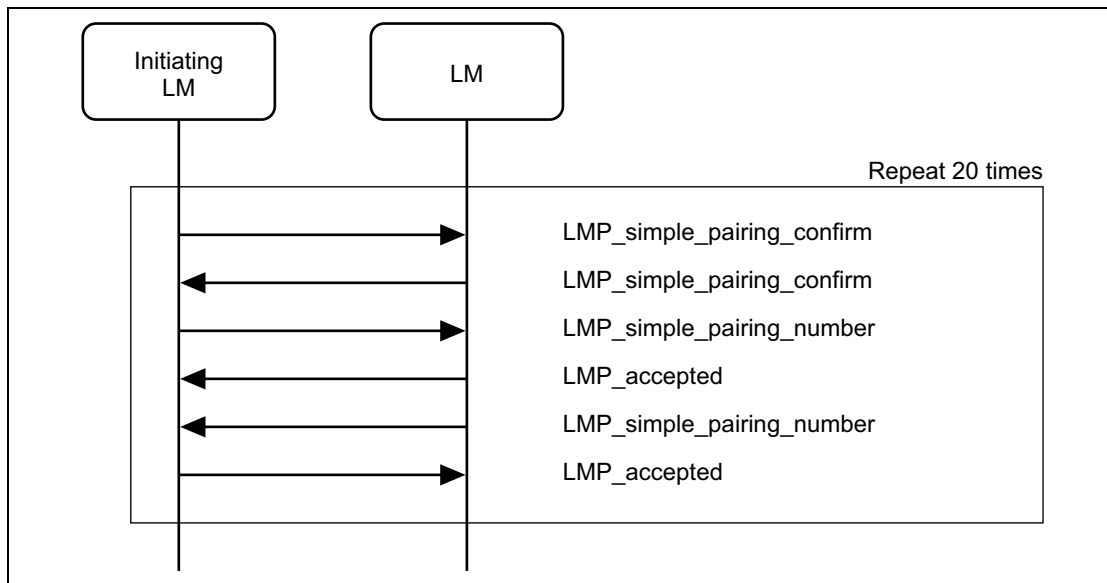 Initiating
LM
LM
Repeat 20 times
LMP_simple_pairing_confirm
LMP_simple_pairing_confirm
LMP_simple_pairing_number
LMP_accepted
LMP_simple_pairing_number
LMP_accepted